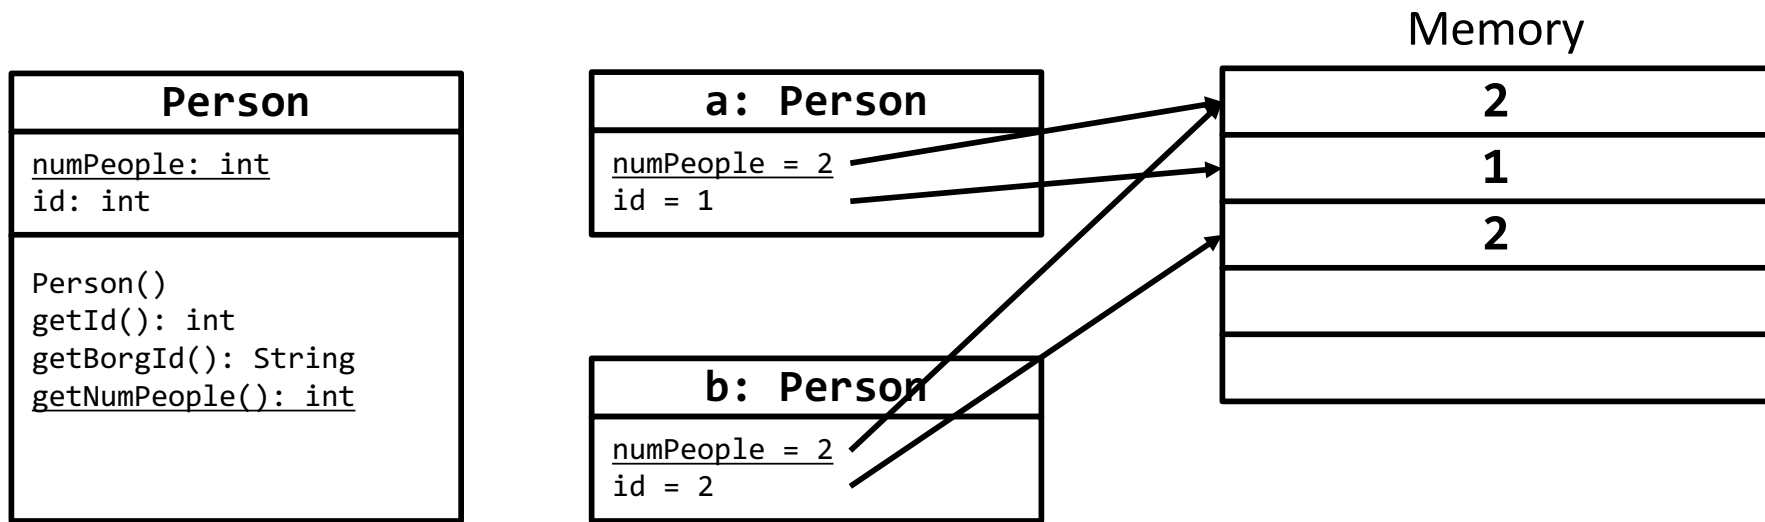 Person
numPeople: int
id: int
Person()
getId(): int
getBorgId(): String
getNumPeople(): int
a: Person
numPeople = 2
id = 1
b: Person
numPeople = 2
id = 2
Memory
2
1
2